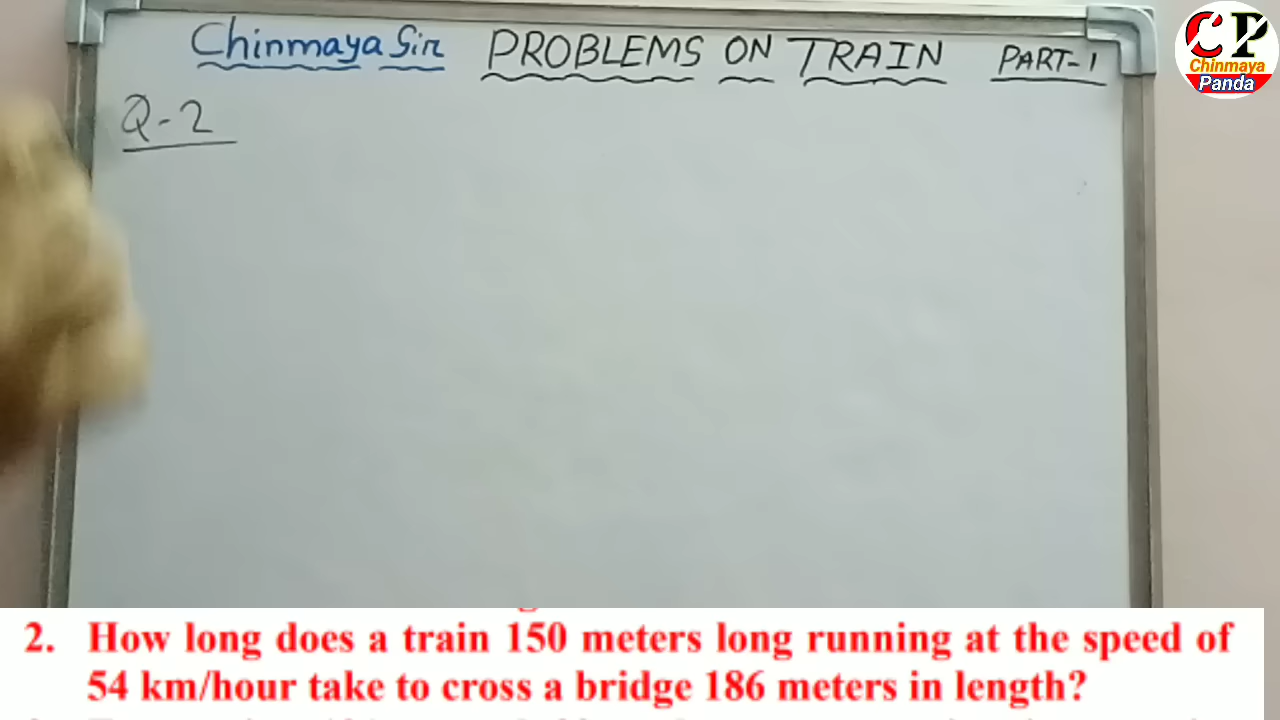 Chinmaya Sir PROBLEMS ON TRAIN PART-1
CP
Chinmaya
Panda
Q-2
2. How long does a train 150 meters long running at the speed of
54 km/hour take to cross a bridge 186 meters in length?